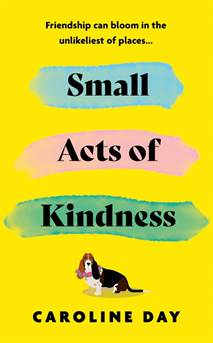 Friendship can bloom in the
unlikeliest of places...
Small
Acts of
Kindness
CAROLINE DAY